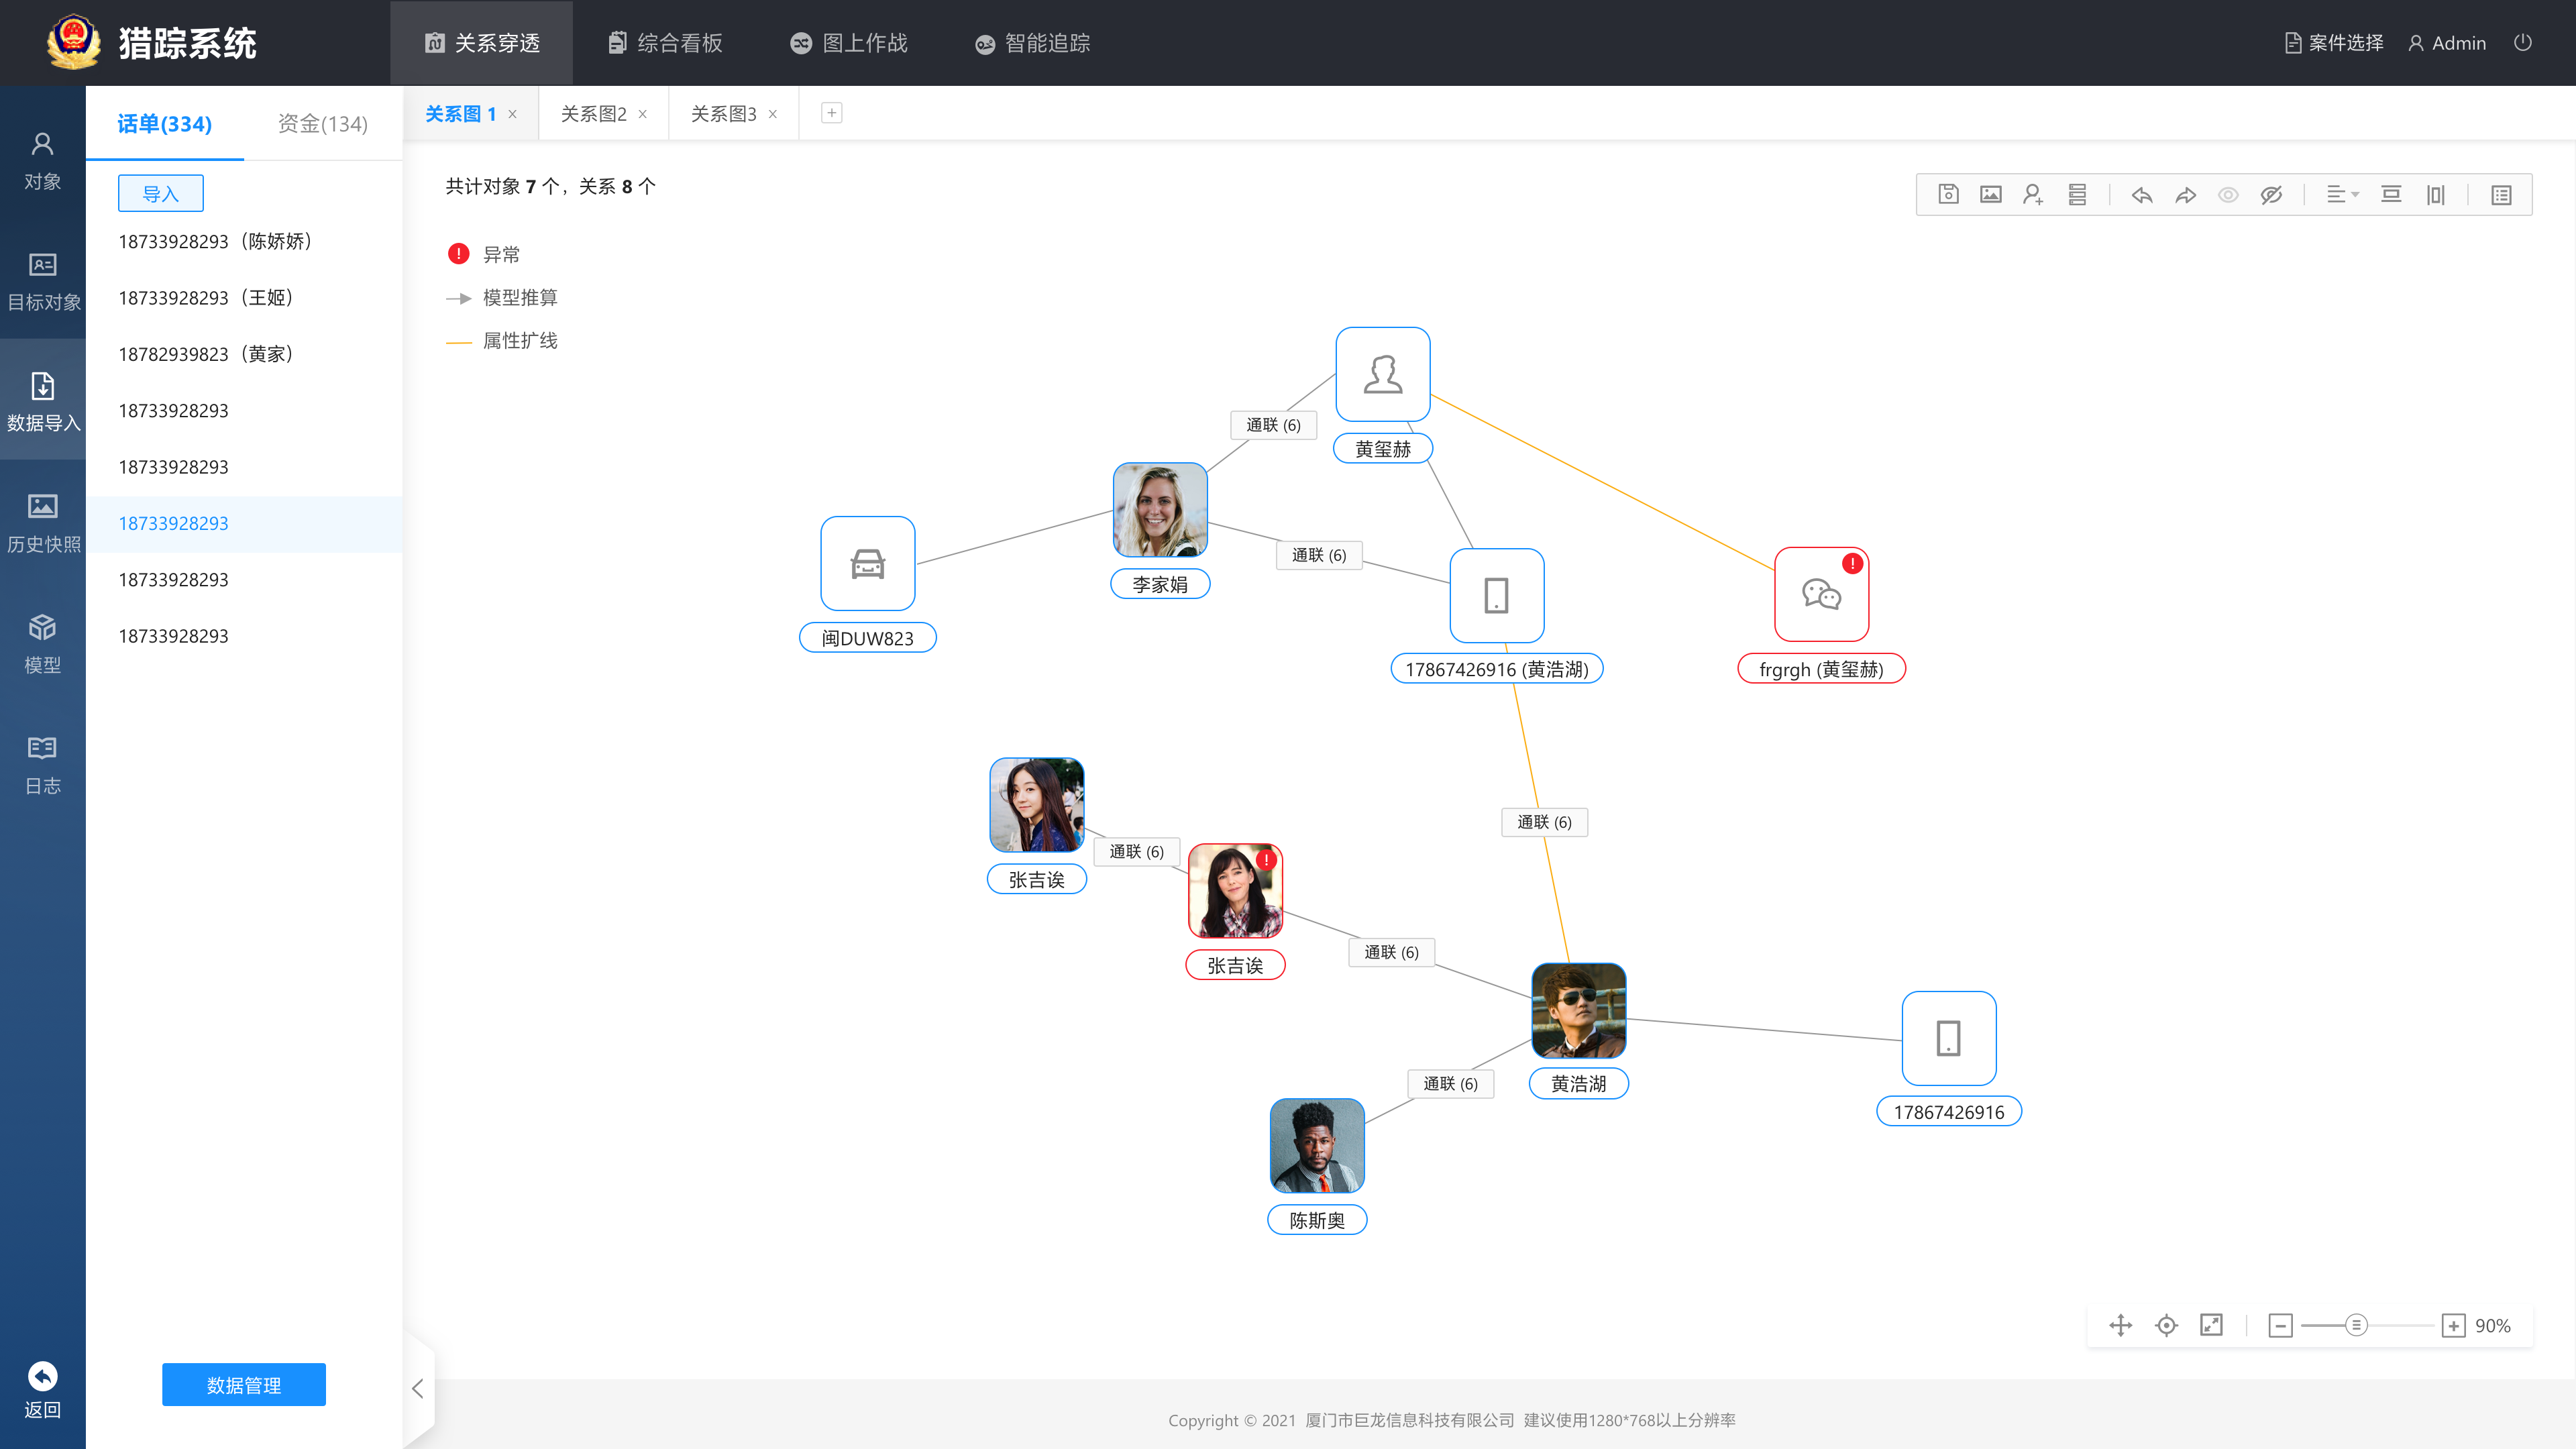 猎踪系统
关系穿透
综合看板
图上作战
智能追踪
案件选择
Admin
对象
目标对象
数据导入
历史快照
模型
日志
返回
话单(334)
资金(134)
导入
18733928293（陈娇娇）
18733928293（王姬）
18782939823（黄家）
18733928293
18733928293
18733928293
18733928293
18733928293
数据管理
关系图 1
关系图2
关系图3
共计对象 7 个，关系 8 个
异常
模型推算
属性扩线
黄玺赫
通联 (6)
李家娟
通联 (6)
闽DUW823
17867426916 (黄浩湖)
frgrgh (黄玺赫)
通联 (6)
张吉诶
通联 (6)
张吉诶
通联 (6)
黄浩湖
通联 (6)
17867426916
陈斯奥
90%
Copyright © 2021 厦门市巨龙信息科技有限公司 建议使用1280*768以上分辨率